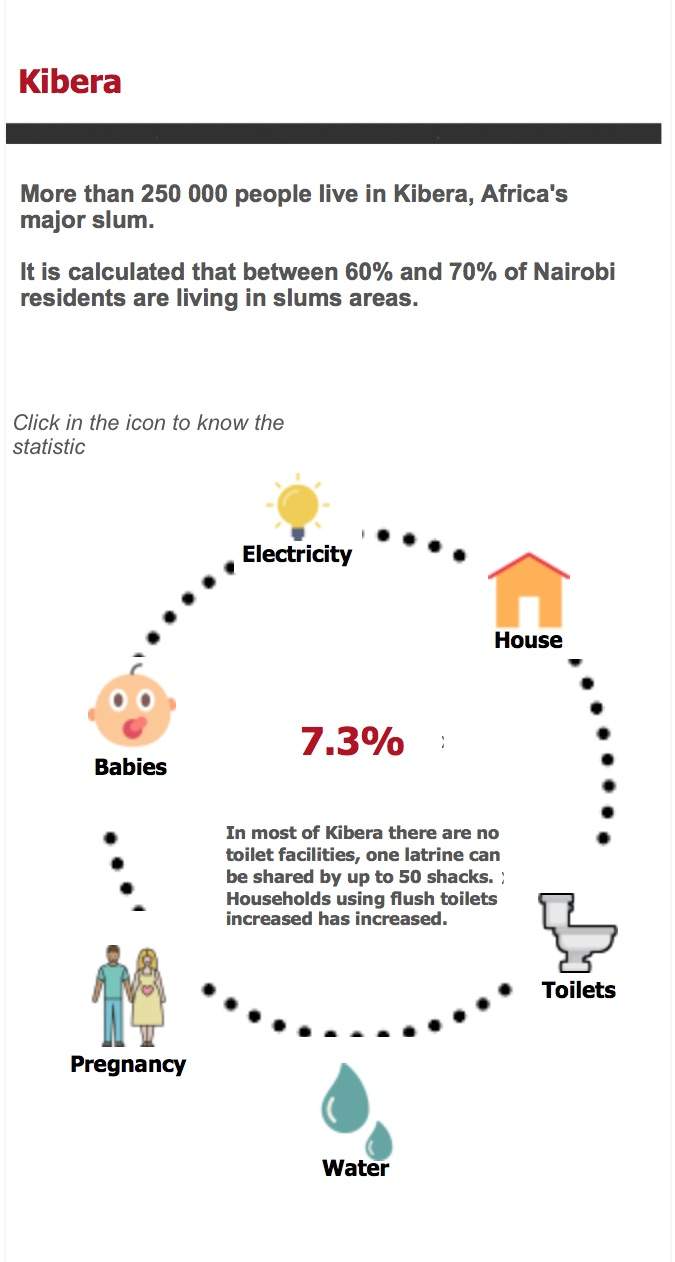 Kibera
More than 250 000 people live in Kibera, Africa's
major slum.
It is calculated that between 60% and 70% of Nairobi
residents are living in slums areas.
Click in the icon to know the
statistic
Electricity
House
Babies
7.3%
In most of Kibera there are no
toilet facilities, one latrine can
be shared by up to 50 shacks.
Households using flush toilets
increased has increased.
Toilets
Pregnancy
Water